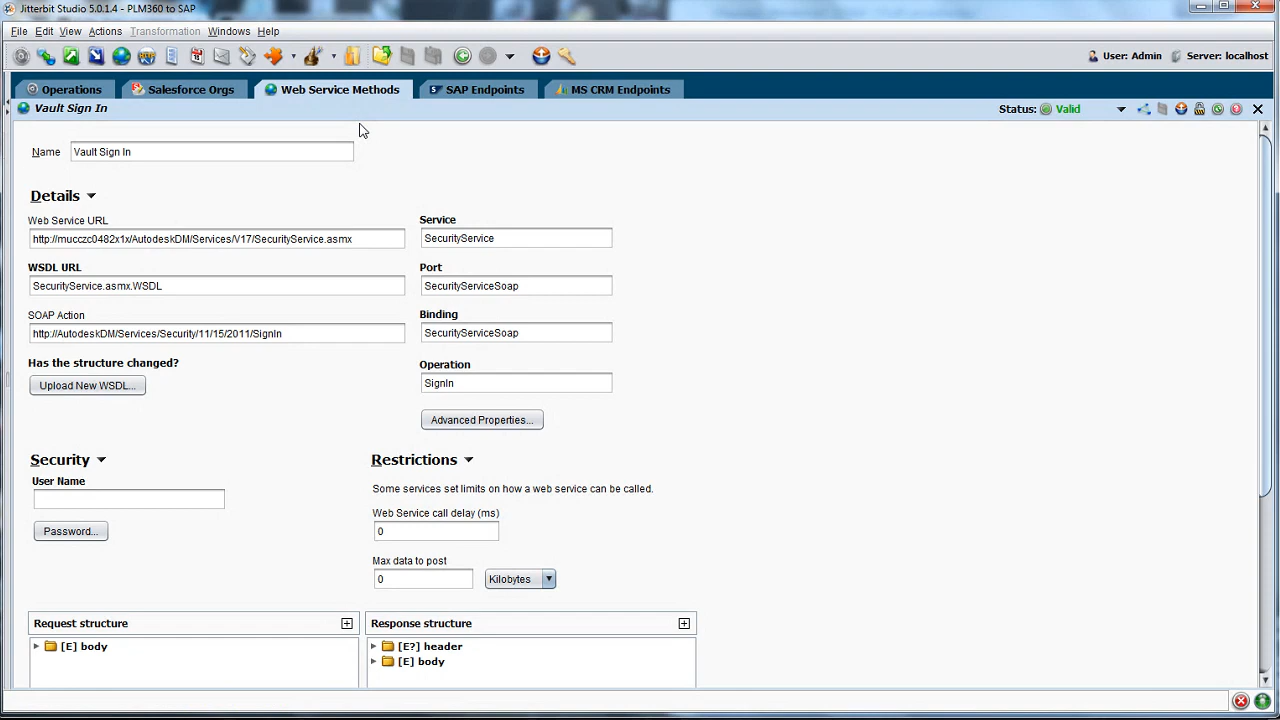 Jitterbit Studio 5.0.1.4 - PLM360 to SAP
File Edit View Actions Transformation Windows Help
User: Admin Server: localhost
Operations Salesforce Orgs Web Service Methods SAP Endpoints MS CRM Endpoints
Vault Sign In Status: Valid
Name Vault Sign In
Details
Web Service URL Service
http://mucczc0482x1x/AutodeskDM/Services/V17/SecurityService.asmx SecurityService
WSDL URL Port
SecurityService.asmx.WSDL SecurityServiceSoap
SOAP Action Binding
http://AutodeskDM/Services/Security/11/15/2011/SignIn SecurityServiceSoap
Has the structure changed? Operation
Upload New WSDL... SignIn
Advanced Properties...
Security Restrictions
User Name Some services set limits on how a web service can be called.
Web Service call delay (ms)
Password... 0
Max data to post
0 Kilobytes
Request structure Response structure
[E] body [E?] header
[E] body